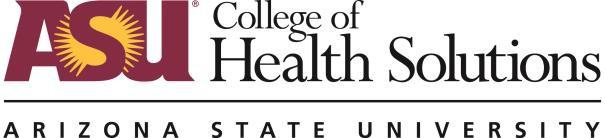 ASU® College of
Health Solutions
ARIZONA STATE UNIVERSITY